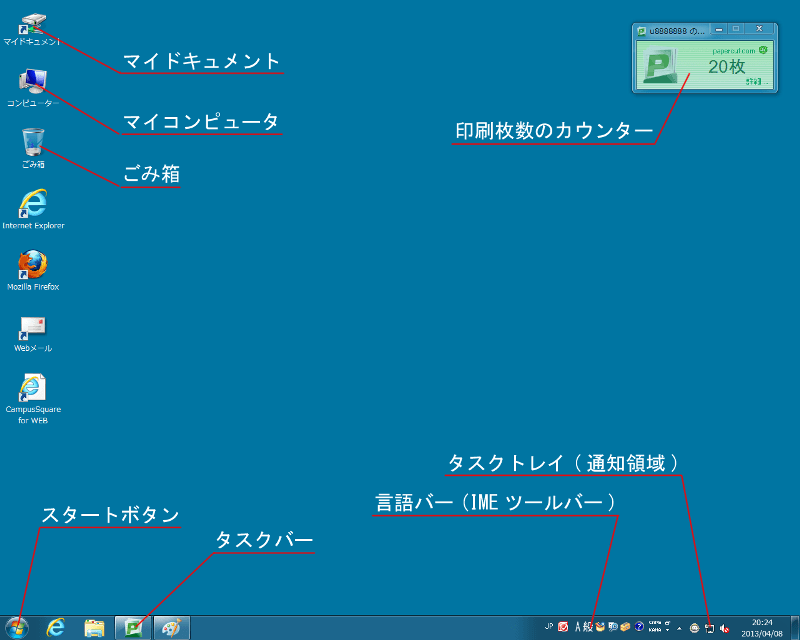 マイドキュメント
マイドキュメント
コンピューター
マイコンピュータ
ごみ箱
ごみ箱
Internet Explorer
Mozilla Firefox
Webメール
CampusSquare
for WEB
u8888888 の...
papercut.com
20枚
詳細...
印刷枚数のカウンター
タスクトレイ（通知領域）
言語バー（IME ツールバー）
スタートボタン
タスクバー
JP
A 般
CAPS
KANA
20:24
2013/04/08